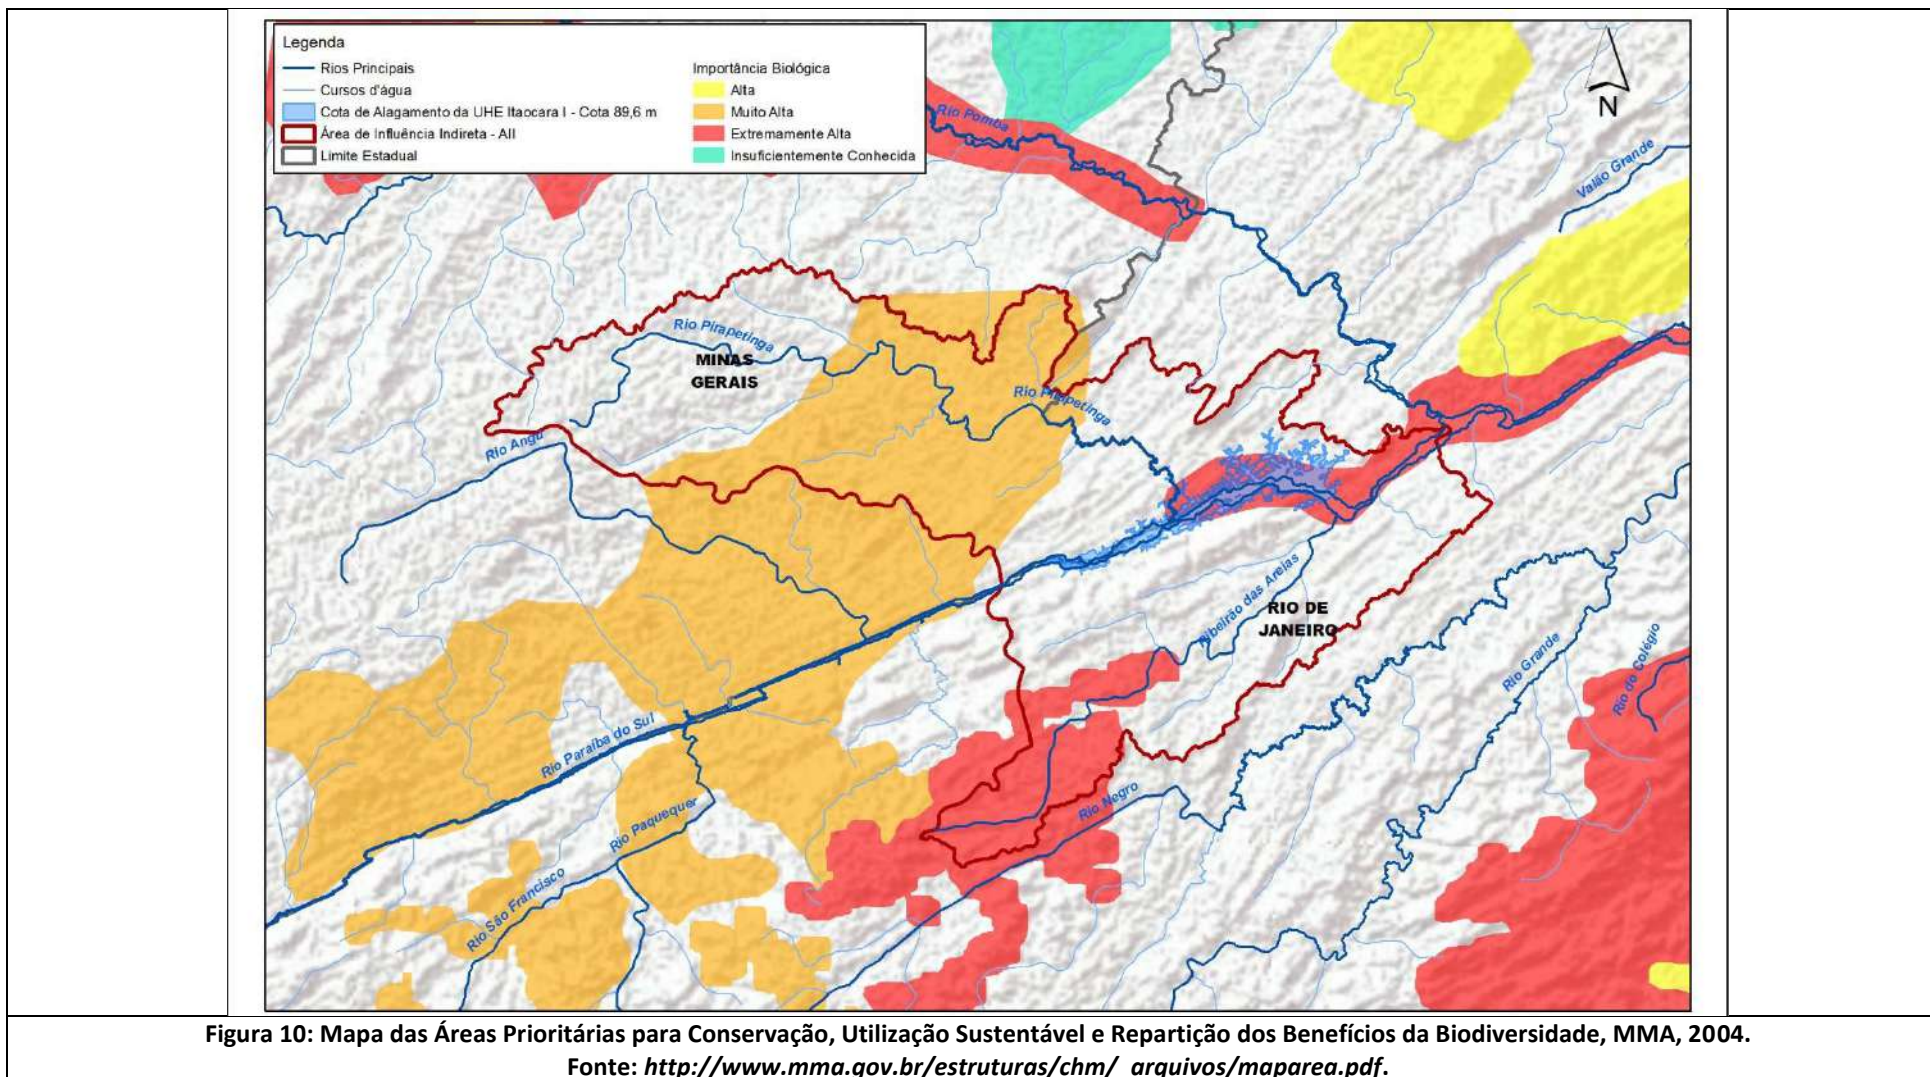 Legenda
Rios Principais
Cursos d'água
Cota de Alagamento da UHE Itaocara I - Cota 89,6 m
Área de Influência Indireta - AII
Limite Estadual
Importância Biológica
Alta
Muito Alta
Extremamente Alta
Insuficientemente Conhecida
N
Rio Pomba
Valão Grande
Rio Pirapetinga
MINAS
GERAIS
Rio Pirapetinga
Rio Angu
Ribeirão das Areias
RIO DE
JANEIRO
Rio Grande
Rio do Colégio
Rio Paraíba do Sul
Rio Negro
Rio Paquequer
Rio São Francisco
Figura 10: Mapa das Áreas Prioritárias para Conservação, Utilização Sustentável e Repartição dos Benefícios da Biodiversidade, MMA, 2004.
Fonte: http://www.mma.gov.br/estruturas/chm/_arquivos/maparea.pdf.